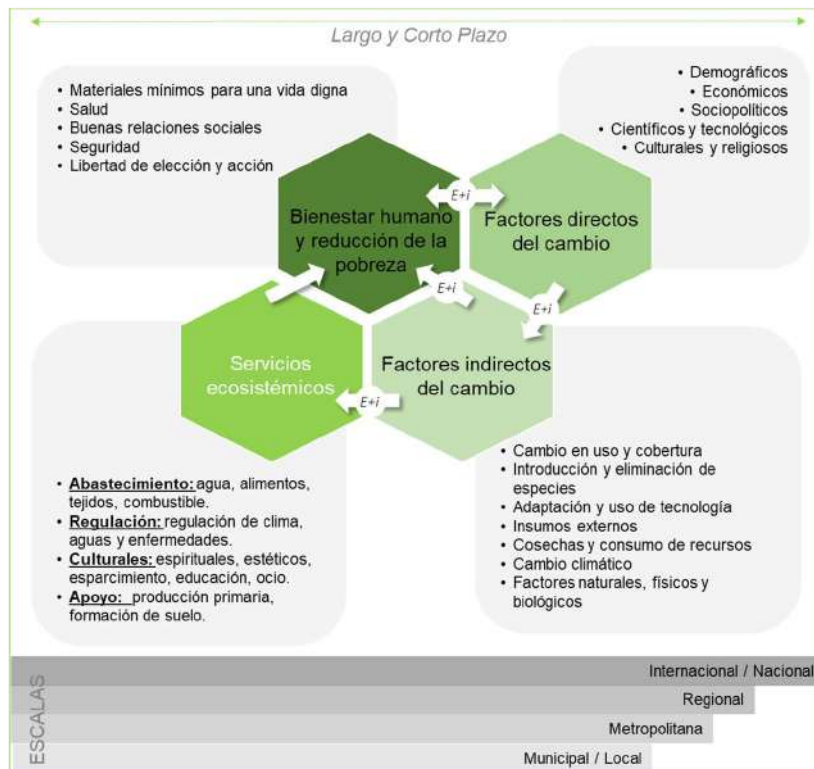 Largo y Corto Plazo
• Materiales mínimos para una vida digna
• Salud
• Buenas relaciones sociales
• Seguridad
• Libertad de elección y acción
• Demográficos
• Económicos
• Sociopolíticos
• Científicos y tecnológicos
• Culturales y religiosos
E+i
Bienestar humano
y reducción de la
pobreza
Factores directos
del cambio
E+i
E+i
Servicios
ecosistémicos
Factores indirectos
del cambio
E+i
• Abastecimiento: agua, alimentos,
tejidos, combustible.
• Regulación: regulación de clima,
aguas y enfermedades.
• Culturales: espirituales, estéticos,
esparcimiento, educación, ocio.
• Apoyo: producción primaria,
formación de suelo.
• Cambio en uso y cobertura
• Introducción y eliminación de
especies
• Adaptación y uso de tecnología
• Insumos externos
• Cosechas y consumo de recursos
• Cambio climático
• Factores naturales, físicos y
biológicos
ESCALAS
Internacional / Nacional
Regional
Metropolitana
Municipal / Local